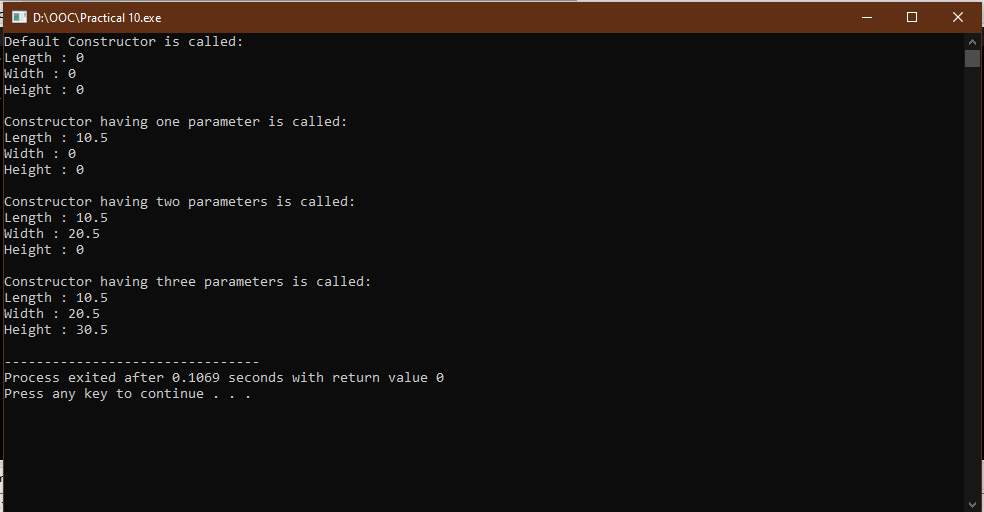 D:\OOC\Practical 10.exe
Default Constructor is called:
Length : 0
Width : 0
Height : 0
Constructor having one parameter is called:
Length : 10.5
Width : 0
Height : 0
Constructor having two parameters is called:
Length : 10.5
Width : 20.5
Height : 0
Constructor having three parameters is called:
Length : 10.5
Width : 20.5
Height : 30.5
--------------------------------
Process exited after 0.1069 seconds with return value 0
Press any key to continue . . .